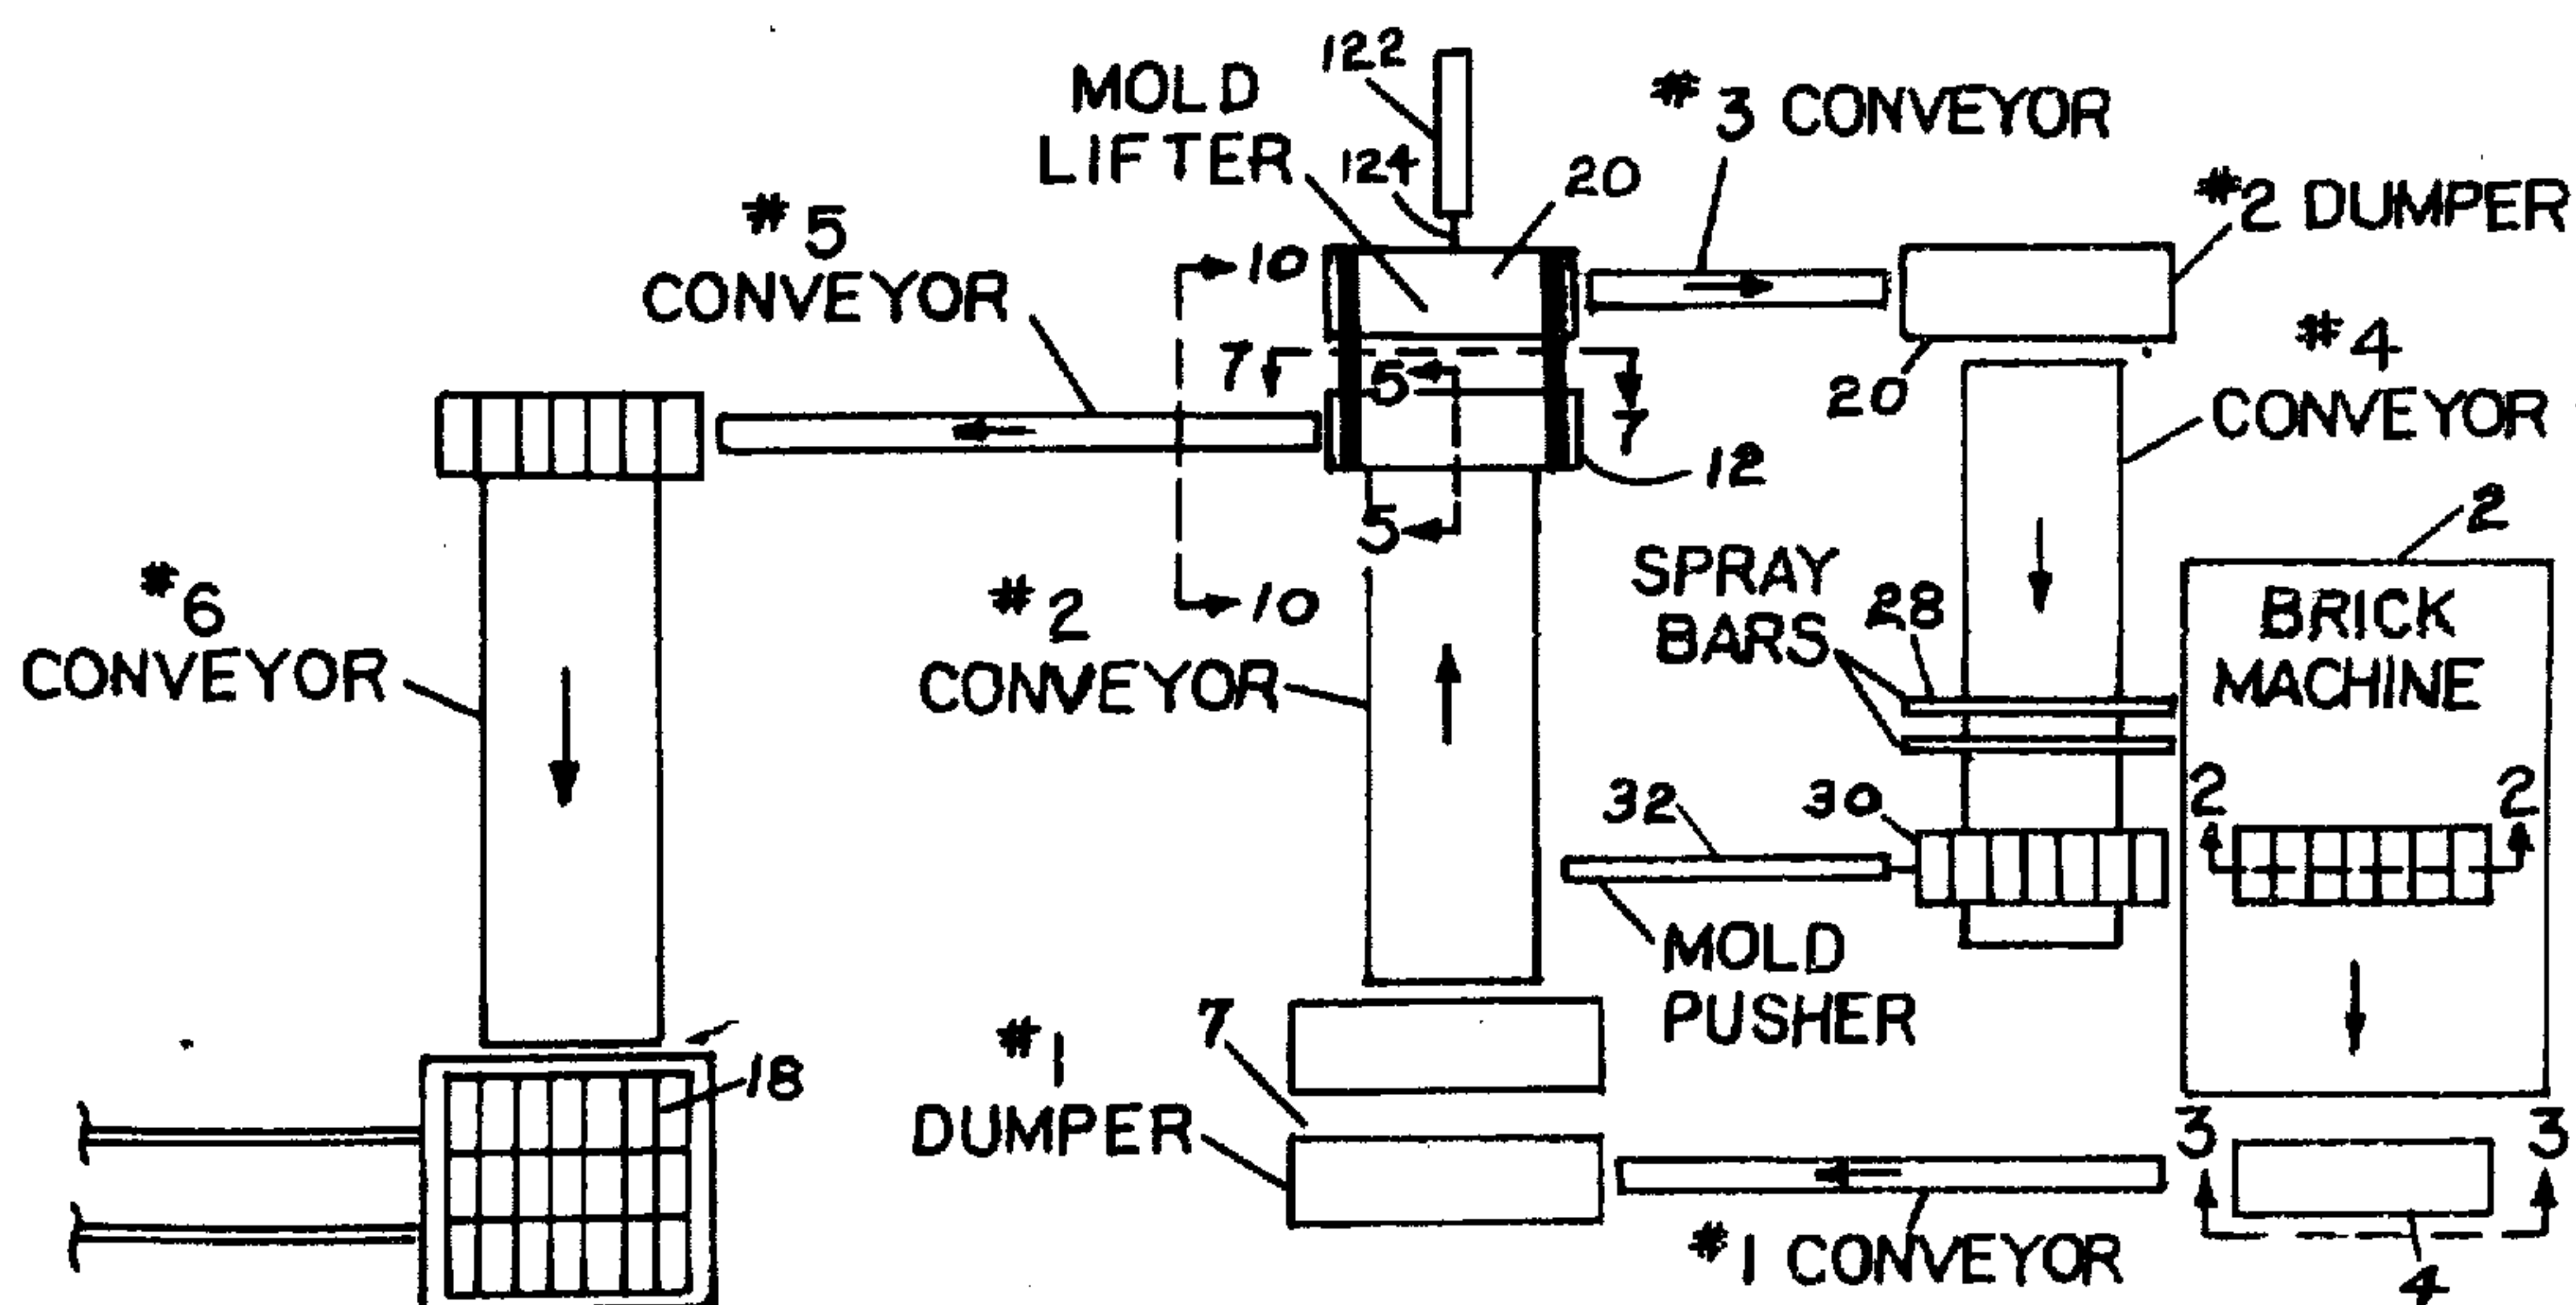 122
MOLD
LIFTER
124
20
#3 CONVEYOR
#2 DUMPER
#5
CONVEYOR
10
7
5
7
20
#4
CONVEYOR
12
5
10
2
#6
CONVEYOR
#2
CONVEYOR
SPRAY
BARS
28
BRICK
MACHINE
32
30
2
2
MOLD
PUSHER
18
#1
DUMPER
7
3
3
#1 CONVEYOR
4